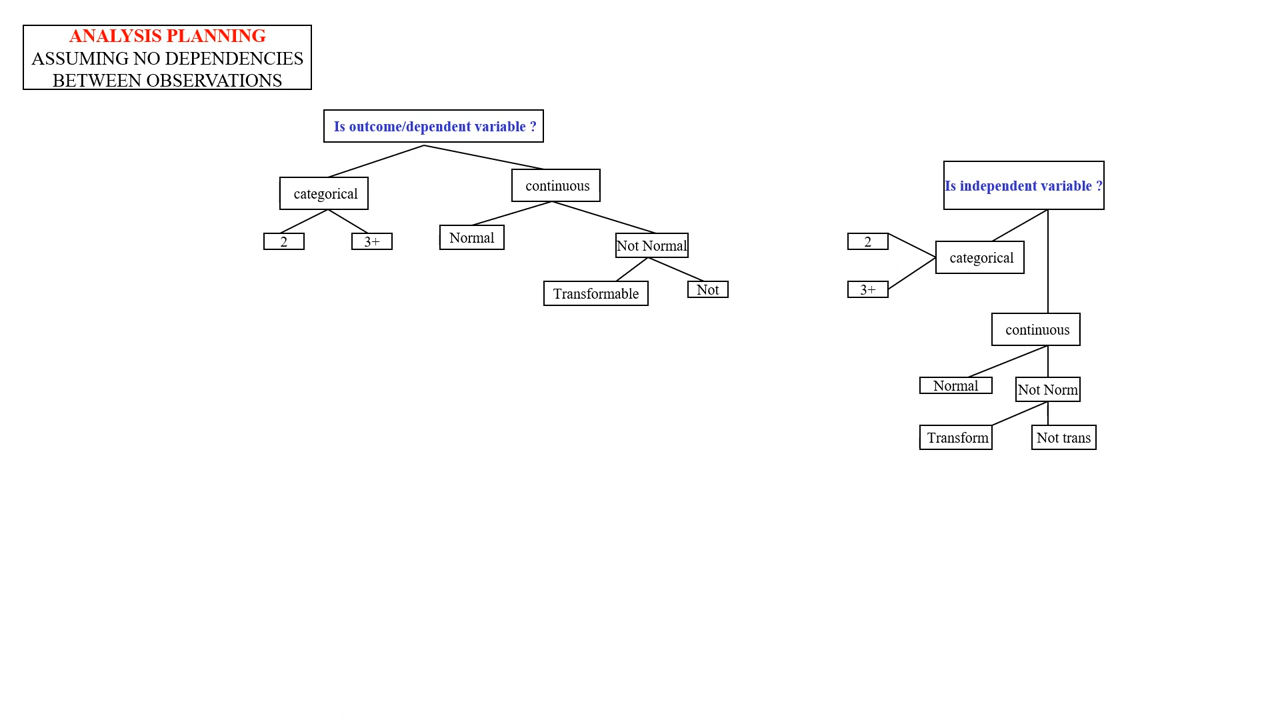 ANALYSIS PLANNING
ASSUMING NO DEPENDENCIES
BETWEEN OBSERVATIONS
Is outcome/dependent variable ?
categorical
continuous
2
3+
Normal
Not Normal
Transformable
Not
Is independent variable ?
2
categorical
3+
continuous
Normal
Not Norm
Transform
Not trans